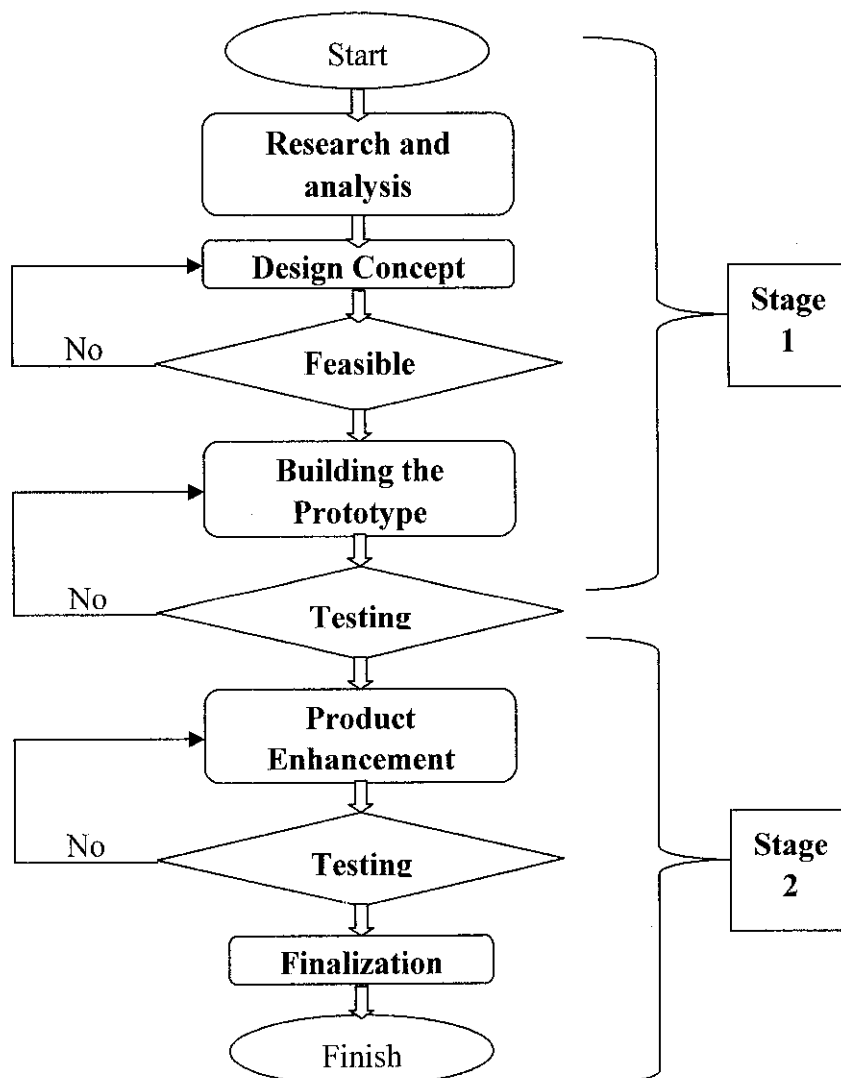 Start
Research and
analysis
Design Concept
No
Feasible
Stage
1
Building the
Prototype
No
Testing
Product
Enhancement
No
Testing
Stage
2
Finalization
Finish